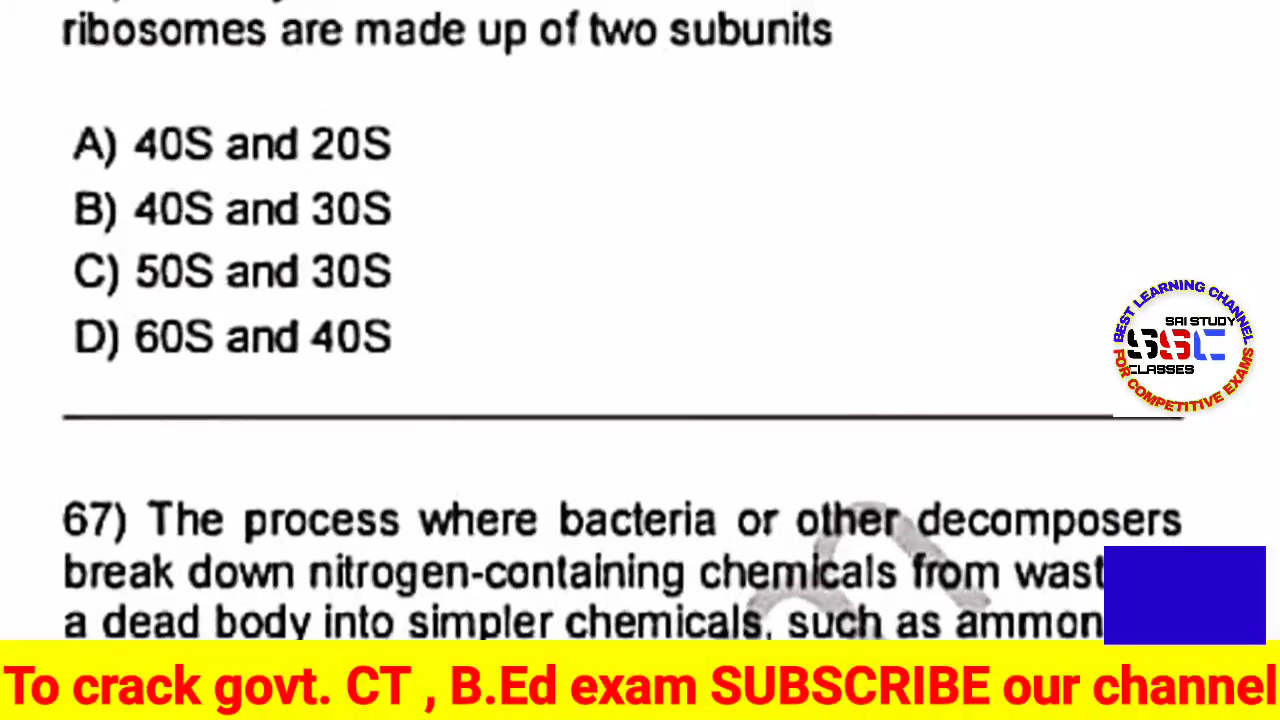 ribosomes are made up of two subunits
A) 40S and 20S
B) 40S and 30S
C) 50S and 30S
D) 60S and 40S
BEST LEARNING CHANNEL
SAI STUDY
SSC
CLASSES
FOR COMPETITIVE EXAMS
67) The process where bacteria or other decomposers
break down nitrogen-containing chemicals from wast
a dead body into simpler chemicals, such as ammon
To crack govt. CT , B.Ed exam SUBSCRIBE our channel